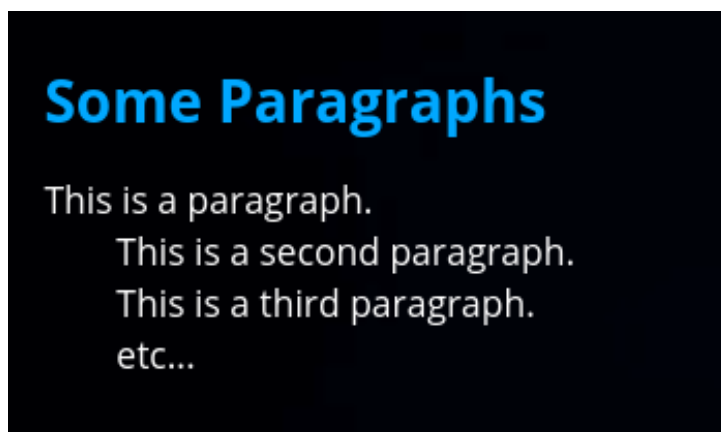 Some Paragraphs
This is a paragraph.
This is a second paragraph.
This is a third paragraph.
etc...